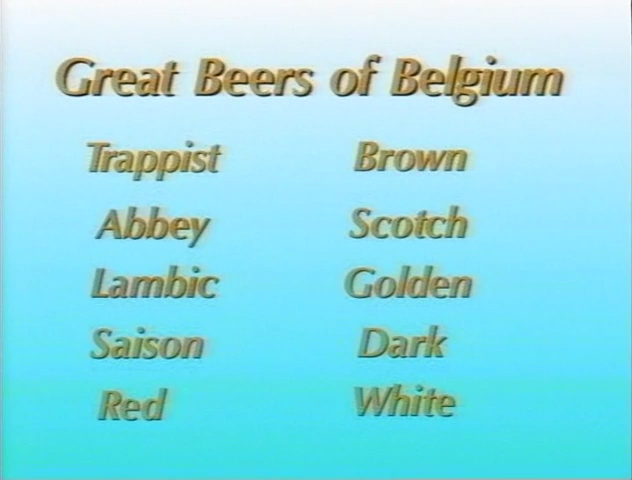 Great Beers of Belgium
Trappist Brown
Abbey Scotch
Lambic Golden
Saison Dark
Red White